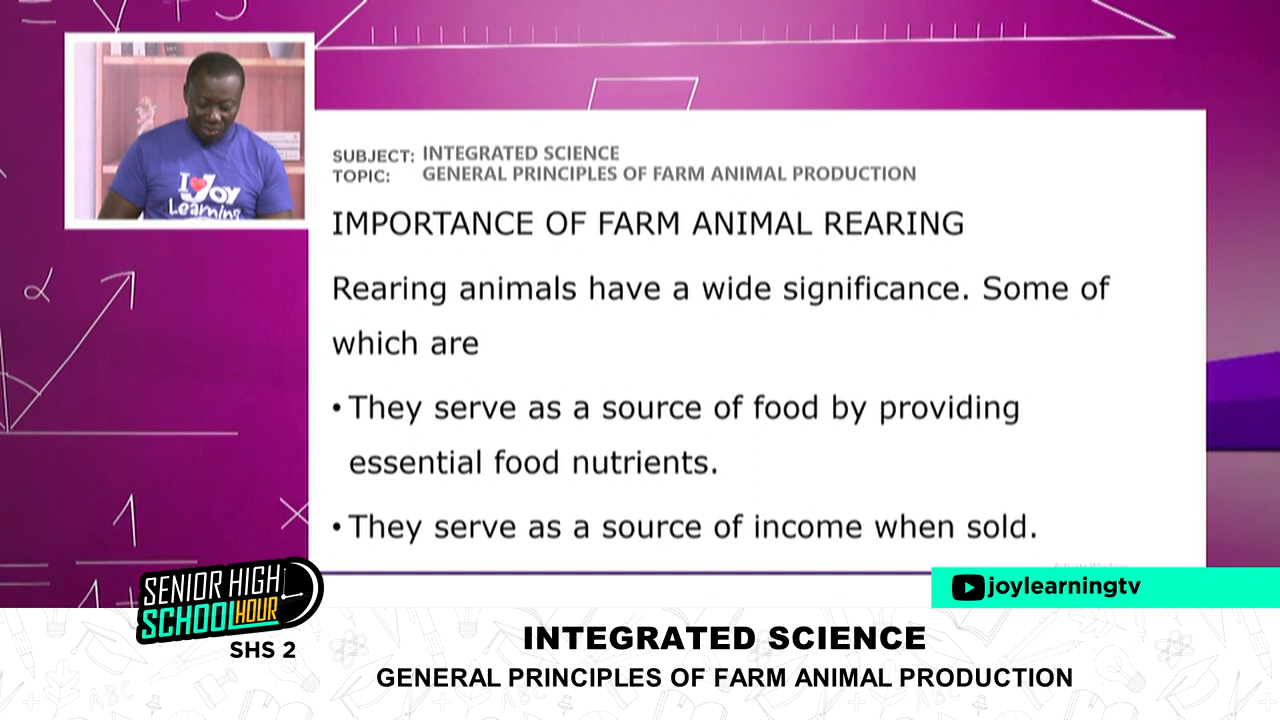 I JOY
Learning
SUBJECT: INTEGRATED SCIENCE
TOPIC: GENERAL PRINCIPLES OF FARM ANIMAL PRODUCTION
IMPORTANCE OF FARM ANIMAL REARING
Rearing animals have a wide significance. Some of
which are
• They serve as a source of food by providing
essential food nutrients.
• They serve as a source of income when sold.
α
1
joylearningtv
SENIOR HIGH
SCHOOL HOUR
SHS 2
INTEGRATED SCIENCE
GENERAL PRINCIPLES OF FARM ANIMAL PRODUCTION